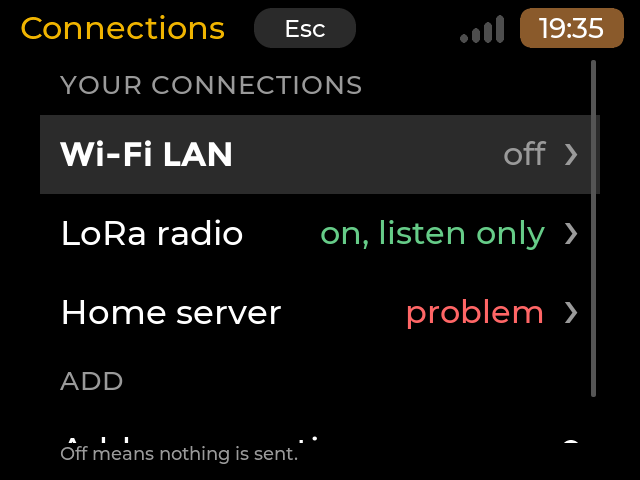 Connections Esc 19:35
YOUR CONNECTIONS
Wi-Fi LAN off
LoRa radio on, listen only
Home server problem
ADD
Off means nothing is sent.